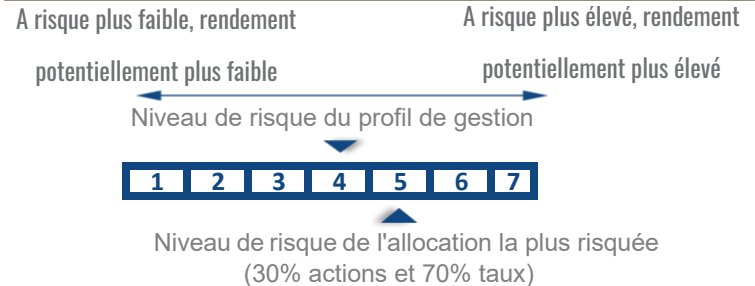 A risque plus faible, rendement
potentiellement plus faible
A risque plus élevé, rendement
potentiellement plus élevé
Niveau de risque du profil de gestion
1 2 3 4 5 6 7
Niveau de risque de l'allocation la plus risquée
(30% actions et 70% taux)